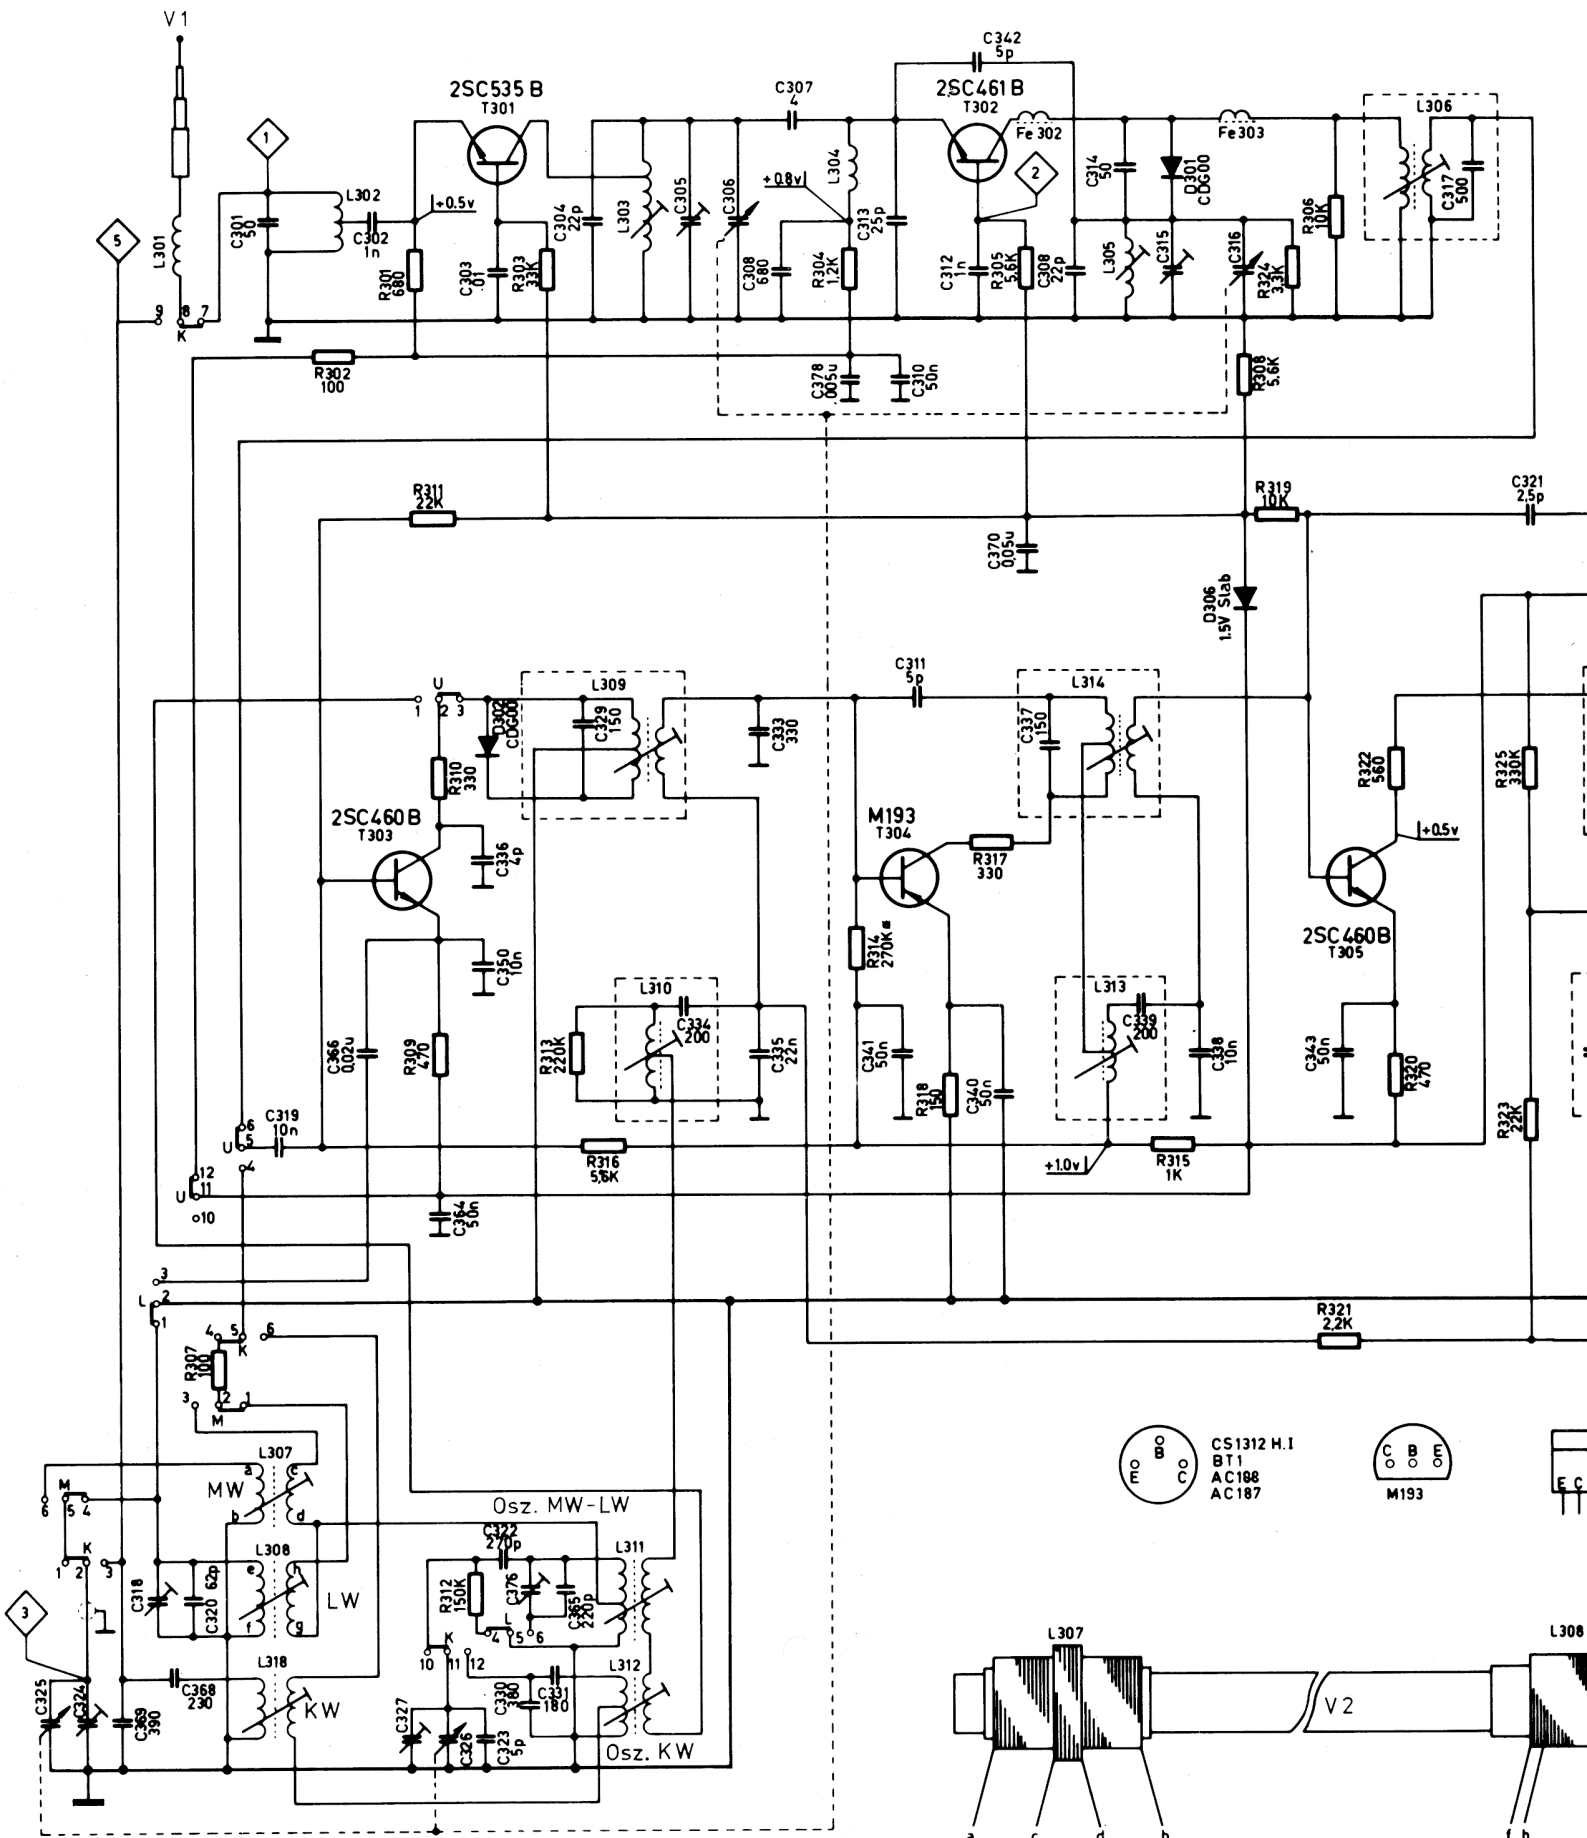 V1
2SC535 B
T301
C307
4
C342
5p
2SC461 B
T302
Fe 302
Fe 303
L306
1
5
2
L302
+0.5v
+0.8v
L301
C301
50
C302
1n
R301
680
C303
.01
R303
33K
C304
22p
L303
C305
C306
L304
C308
680
R304
1,2K
C313
25p
C312
1n
R305
5.6K
C308
22p
C314
50
D301
CDG00
L305
C315
C316
R324
3,3K
R306
10K
C317
500
9
8
7
K
R302
100
C378
.005u
C310
50n
R308
5.6K
R311
22K
R319
10K
C321
2,5p
C370
0,05u
D306
1.5V Stab
U
1
2
3
D302
CDG00
L309
C329
150
C333
330
C311
5p
L314
C337
150
R310
330
2SC460 B
T303
C336
4p
M193
T304
R317
330
R322
560
+0.5v
R325
330K
2SC460B
T305
C350
10n
R314
270K*
L310
C334
200
L313
C339
200
C366
0,02u
R309
470
R313
220K
C335
22n
C341
50n
R318
150
C340
50n
C338
10n
C343
50n
R320
470
R323
22K
C319
10n
6
5
4
U
R316
5,6K
+1.0v
R315
1K
12
11
10
U
C364
50n
3
2
1
L
R321
2,2K
4
5
6
K
R307
100
3
2
1
M
L307
a
c
b
d
MW
M
6
5
4
Osz. MW-LW
C322
270p
L311
L308
e
h
f
g
LW
K
1
2
3
C318
C320
62p
R312
150K
C376
C365
220p
L
4
5
6
3
K
10
11
12
L318
KW
C325
C324
C369
390
C368
230
C327
C326
C323
5p
C330
380
C331
180
L312
Osz. KW
B
E
C
CS1312 H.I
BT1
AC188
AC187
C
B
E
M193
E
C
L307
V2
L308
a
c
d
b
f
h